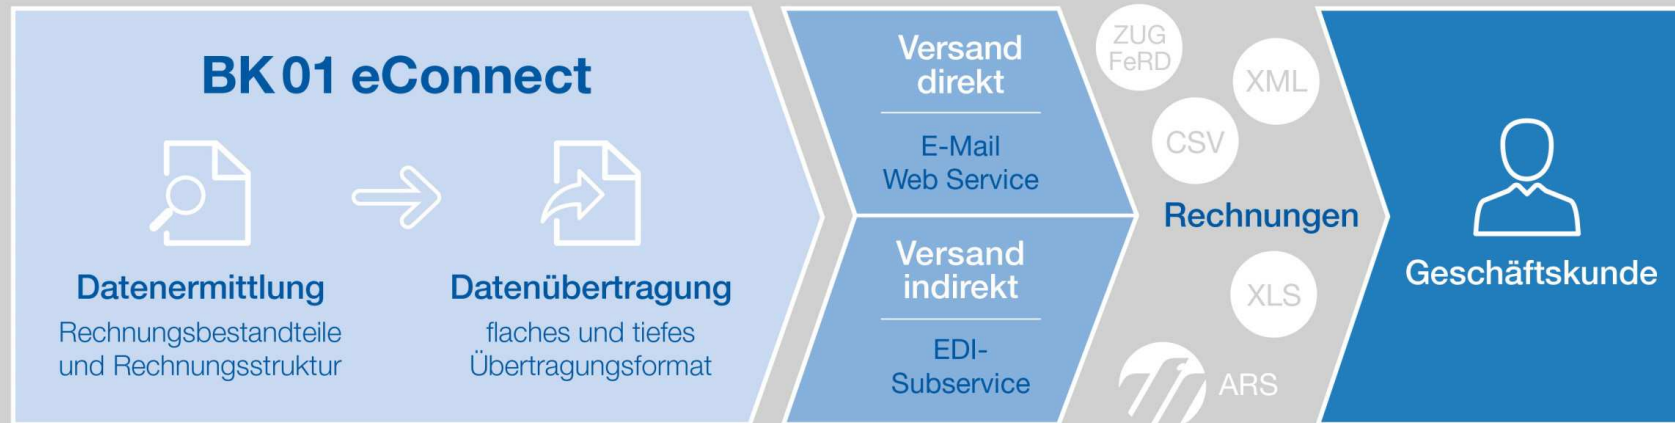 BK 01 eConnect
Datenermittlung
Rechnungsbestandteile
und Rechnungsstruktur
Datenübertragung
flaches und tiefes
Übertragungsformat
Versand
direkt
E-Mail
Web Service
Versand
indirekt
EDI-
Subservice
ZUG
FeRD
XML
CSV
Rechnungen
XLS
ARS
Geschäftskunde